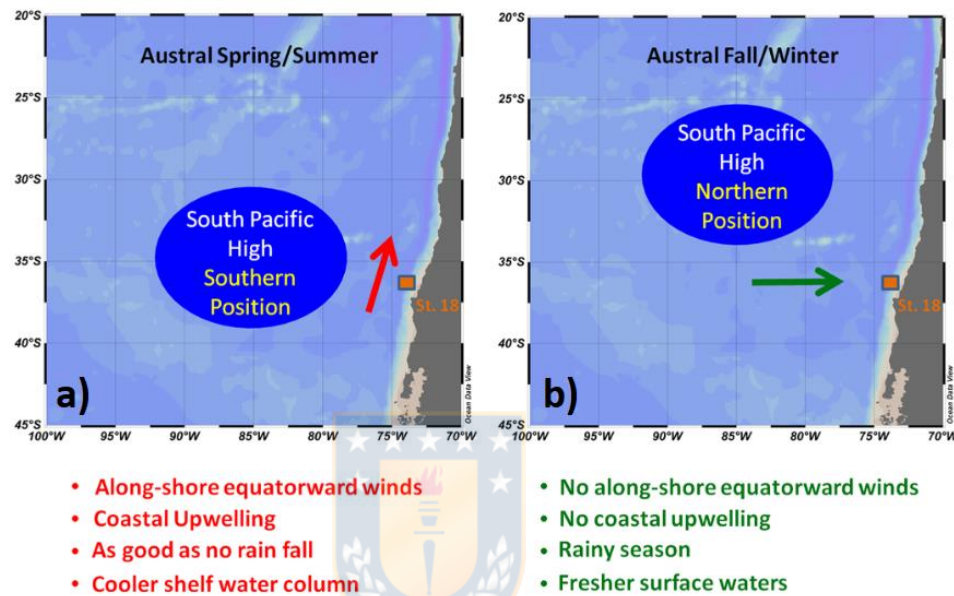 Austral Spring/Summer
20°S
25°S
30°S
35°S
40°S
45°S
100°W
90°W
85°W
80°W
75°W
70°W
South Pacific
High
Southern
Position
St. 18
a)
Ocean Data View
Austral Fall/Winter
20°S
25°S
30°S
35°S
40°S
45°S
100°W
90°W
85°W
80°W
75°W
70°W
South Pacific
High
Northern
Position
St. 18
b)
Ocean Data View
• Along-shore equatorward winds
• Coastal Upwelling
• As good as no rain fall
• Cooler shelf water column
• No along-shore equatorward winds
• No coastal upwelling
• Rainy season
• Fresher surface waters